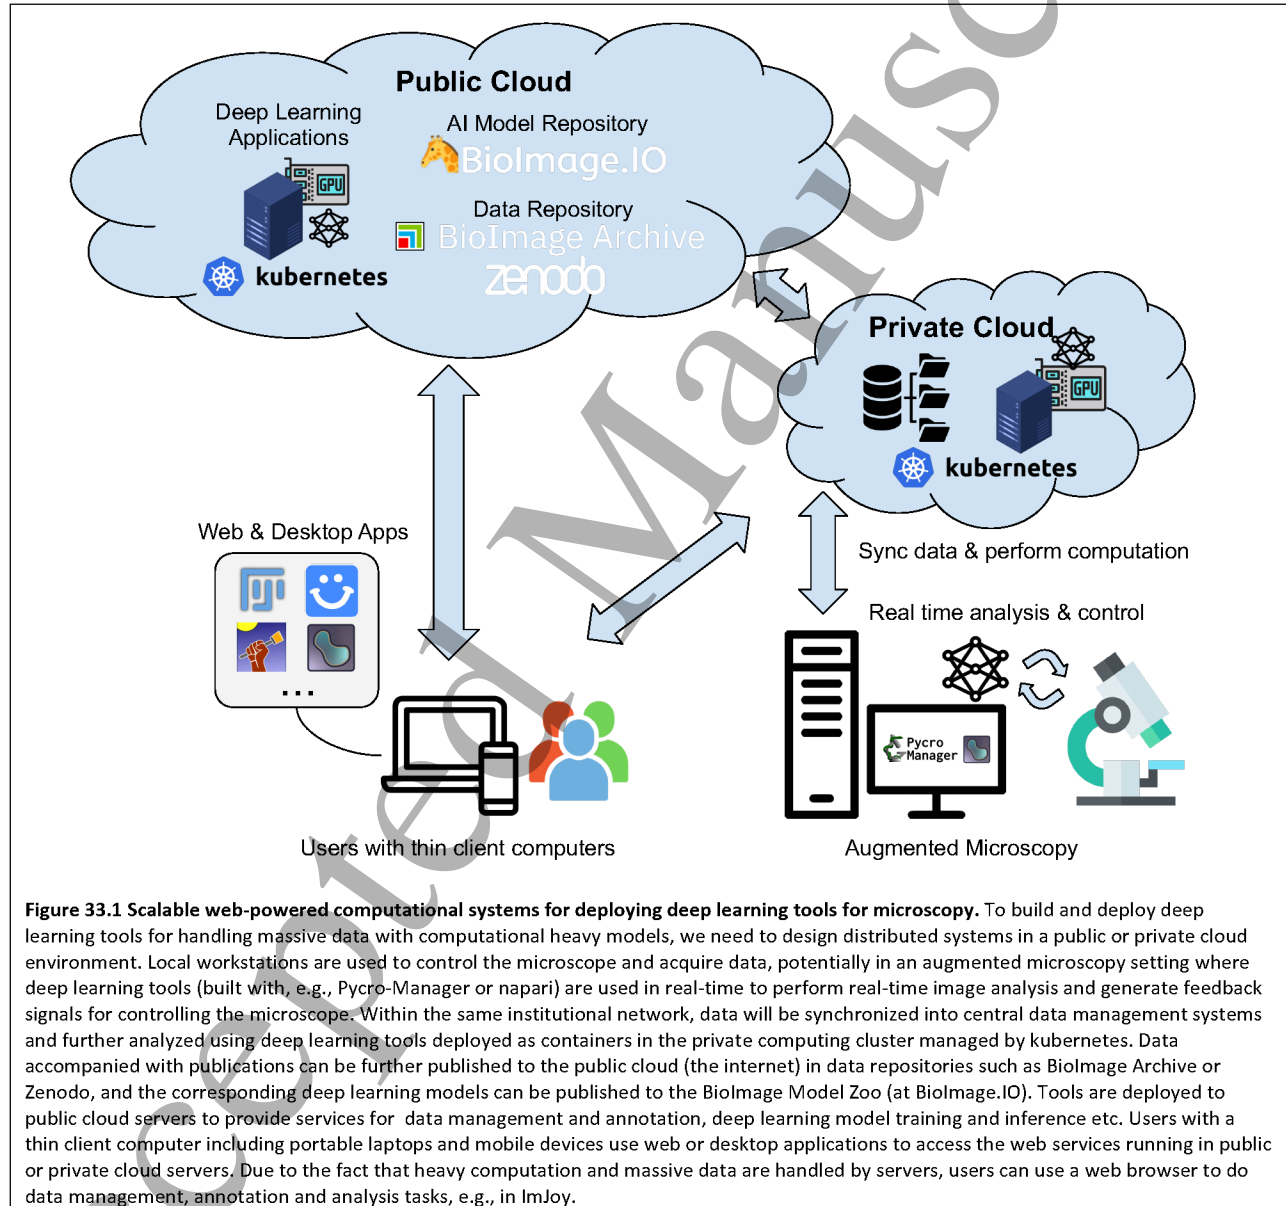 Public Cloud
Deep Learning
Applications
GPU
kubernetes
AI Model Repository
BioImage.IO
Data Repository
BioImage Archive
zenodo
Private Cloud
GPU
kubernetes
Web & Desktop Apps
...
Sync data & perform computation
Real time analysis & control
Pycro
Manager
Users with thin client computers
Augmented Microscopy
Figure 33.1 Scalable web-powered computational systems for deploying deep learning tools for microscopy. To build and deploy deep
learning tools for handling massive data with computational heavy models, we need to design distributed systems in a public or private cloud
environment. Local workstations are used to control the microscope and acquire data, potentially in an augmented microscopy setting where
deep learning tools (built with, e.g., Pycro-Manager or napari) are used in real-time to perform real-time image analysis and generate feedback
signals for controlling the microscope. Within the same institutional network, data will be synchronized into central data management systems
and further analyzed using deep learning tools deployed as containers in the private computing cluster managed by kubernetes. Data
accompanied with publications can be further published to the public cloud (the internet) in data repositories such as BioImage Archive or
Zenodo, and the corresponding deep learning models can be published to the BioImage Model Zoo (at BioImage.IO). Tools are deployed to
public cloud servers to provide services for  data management and annotation, deep learning model training and inference etc. Users with a
thin client computer including portable laptops and mobile devices use web or desktop applications to access the web services running in public
or private cloud servers. Due to the fact that heavy computation and massive data are handled by servers, users can use a web browser to do
data management, annotation and analysis tasks, e.g., in ImJoy.
cepted Manusc